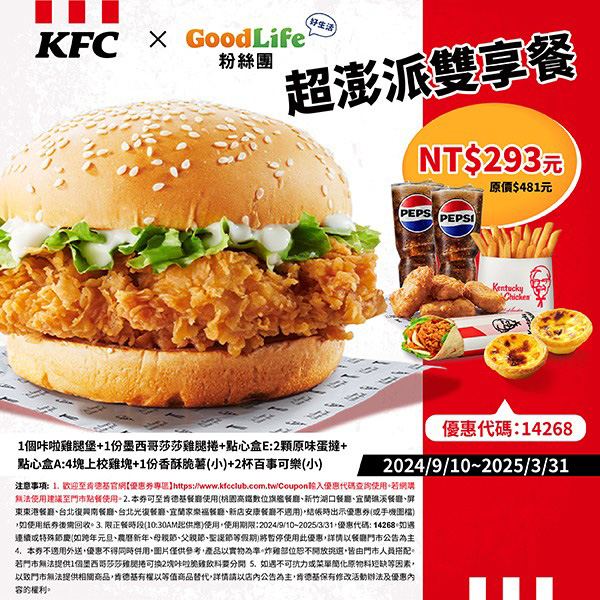 KFC × GoodLife 好生活
粉絲團
超澎派雙享餐
NT$293元
原價$481元
PEPSI PEPSI
Kentucky
Chicken
優惠代碼:14268
1個咔啦雞腿堡+1份墨西哥莎莎雞腿捲+點心盒E:2顆原味蛋撻+
點心盒A:4塊上校雞塊+1份香酥脆薯(小)+2杯百事可樂(小)
2024/9/10~2025/3/31
注意事項: 1. 歡迎至肯德基官網【優惠券專區】https://www.kfcclub.com.tw/Coupon輸入優惠代碼查詢使用。若網購
無法使用建議至門市點餐使用。2.本券可至肯德基餐廳使用(桃園高鐵數位旗艦餐廳、新竹湖口餐廳、宜蘭礁溪餐廳、屏
東東港餐廳、台北復興南餐廳、台北光復餐廳、宜蘭家樂福餐廳、新店安康餐廳不適用),結帳時出示優惠券(或手機圖檔)
,如使用紙券後需回收。3. 限正餐時段(10:30AM起供應)使用,使用期限:2024/9/10~2025/3/31,優惠代碼: 14268。如遇
連續或特殊節慶(如跨年元旦、農曆新年、母親節、父親節、聖誕節等假期)將暫停使用此優惠,詳情以餐廳門市公告為主
4. 本券不適用外送,優惠不得同時併用。圖片僅供參考,產品以實物為準。炸雞部位恕不開放挑選,皆由門市人員搭配。
若門市無法提供1個墨西哥莎莎雞腿捲可換2塊咔啦脆雞飲料要分開 5. 如遇不可抗力或菜單簡化原物料短缺等因素,
以致門市無法提供相關商品,肯德基有權以等值商品替代,詳情請以店內公告為主,肯德基保有修改活動辦法及優惠內
容的權利。